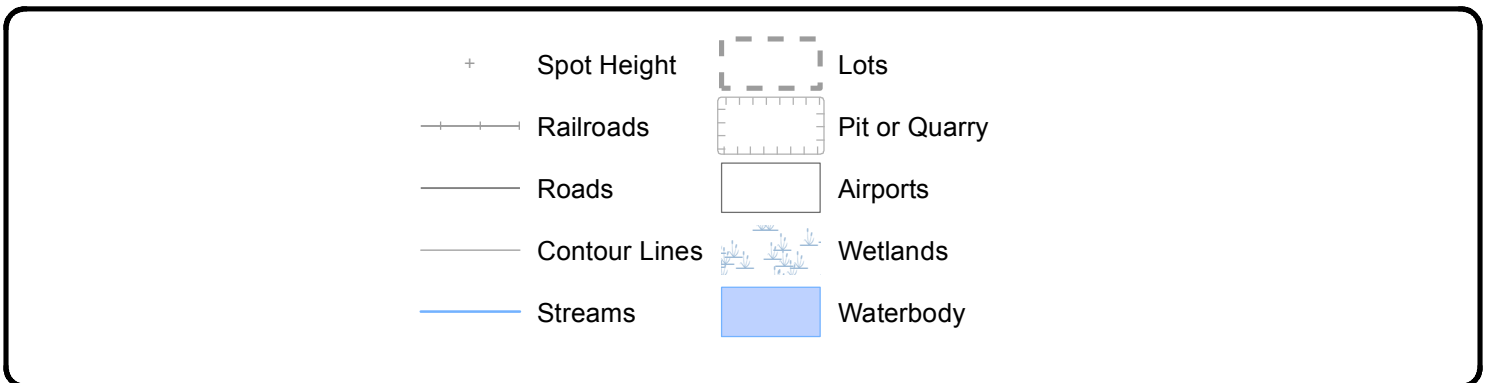 Spot Height
Lots
Railroads
Pit or Quarry
Roads
Airports
Contour Lines
Wetlands
Streams
Waterbody